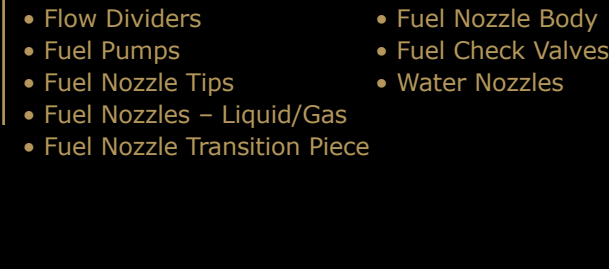 • Flow Dividers
• Fuel Pumps
• Fuel Nozzle Tips
• Fuel Nozzles – Liquid/Gas
• Fuel Nozzle Transition Piece
• Fuel Nozzle Body
• Fuel Check Valves
• Water Nozzles